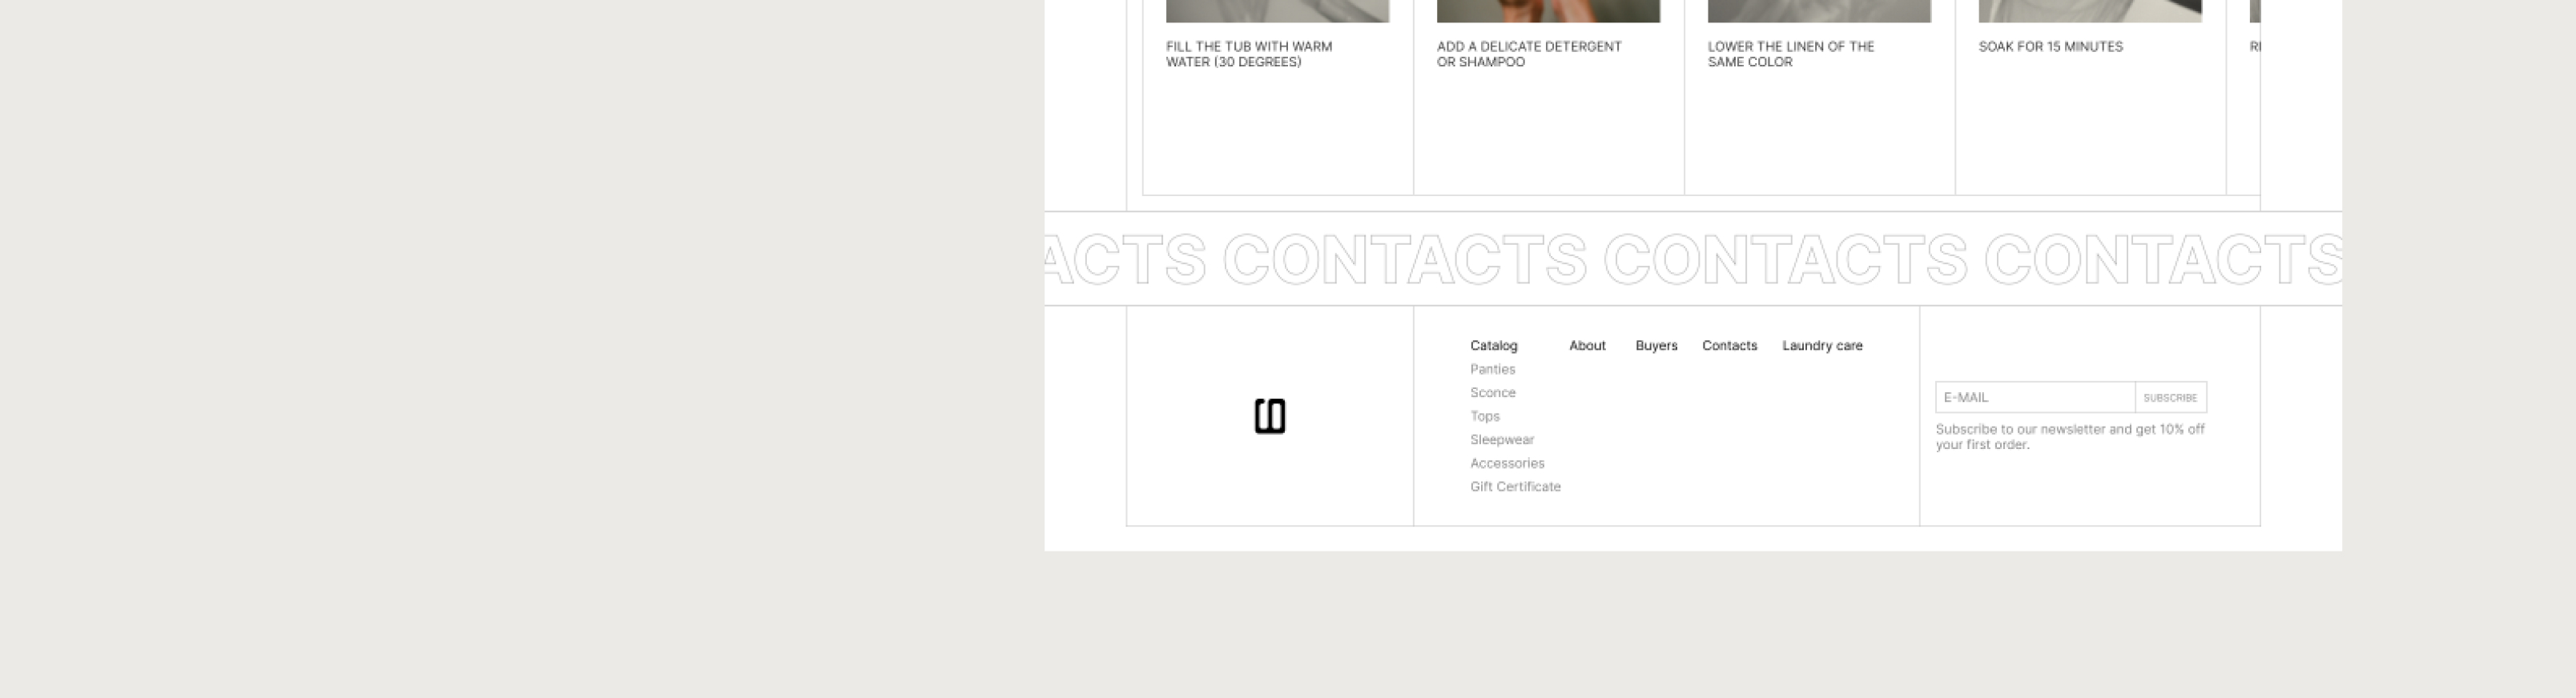 FILL THE TUB WITH WARM
WATER (30 DEGREES)
ADD A DELICATE DETERGENT
OR SHAMPOO
LOWER THE LINEN OF THE
SAME COLOR
SOAK FOR 15 MINUTES
CONTACTS CONTACTS CONTACTS
Catalog About Buyers Contacts Laundry care
Panties
Sconce
Tops
Sleepwear
Accessories
Gift Certificate
E-MAIL SUBSCRIBE
Subscribe to our newsletter and get 10% off
your first order.